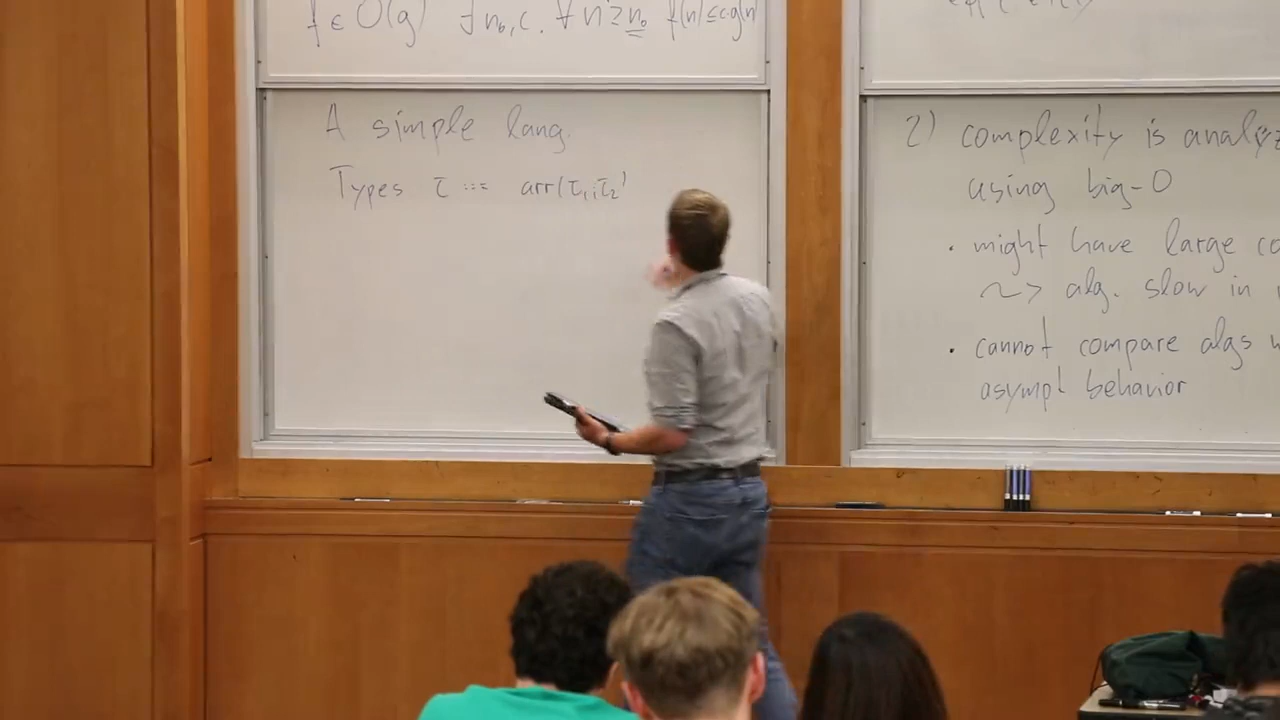 f ∈ O(g) ∃ n₀,c. ∀ n ≥ n₀ f(n) ≤ c·g(n)
A simple lang.
Types τ ::= arr(τ₁;τ₂)
2) complexity is
using big-O
· might have large
~> alg. slow in
· cannot compare algs
asympt behavior